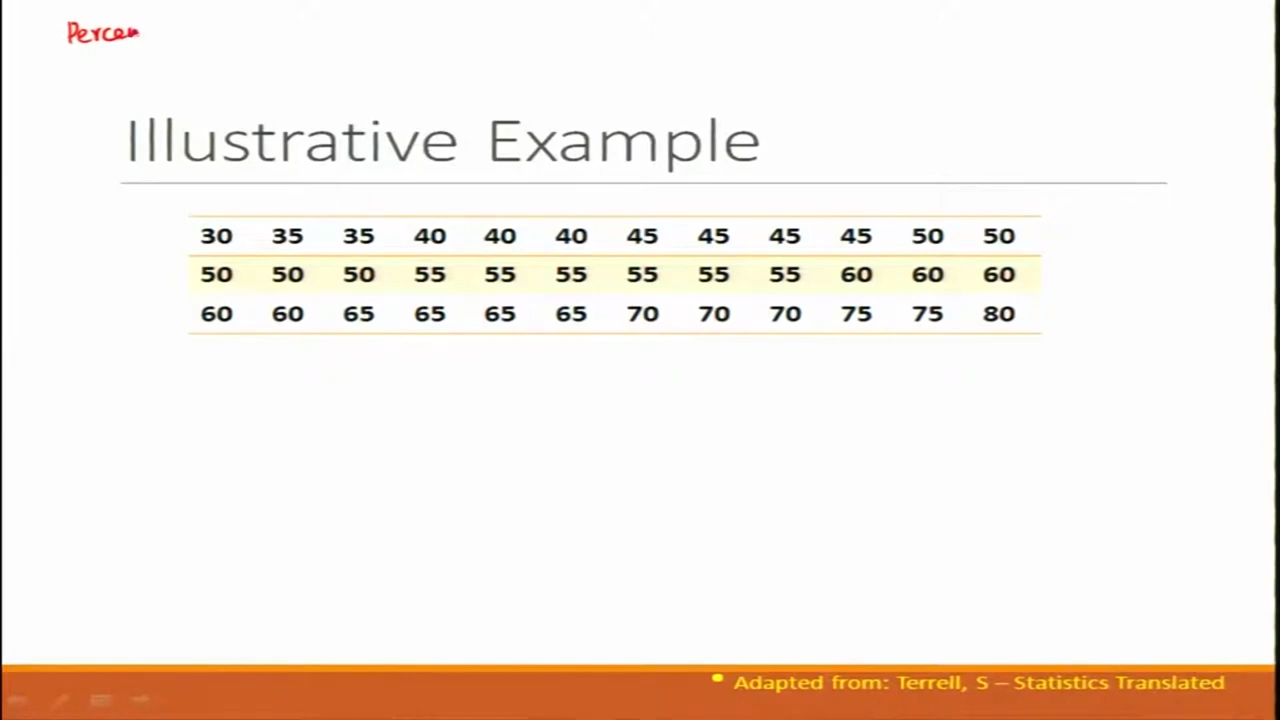 Illustrative Example
30 35 35 40 40 40 45 45 45 45 50 50
50 50 50 55 55 55 55 55 55 60 60 60
60 60 65 65 65 65 70 70 70 75 75 80
• Adapted from: Terrell, S – Statistics Translated